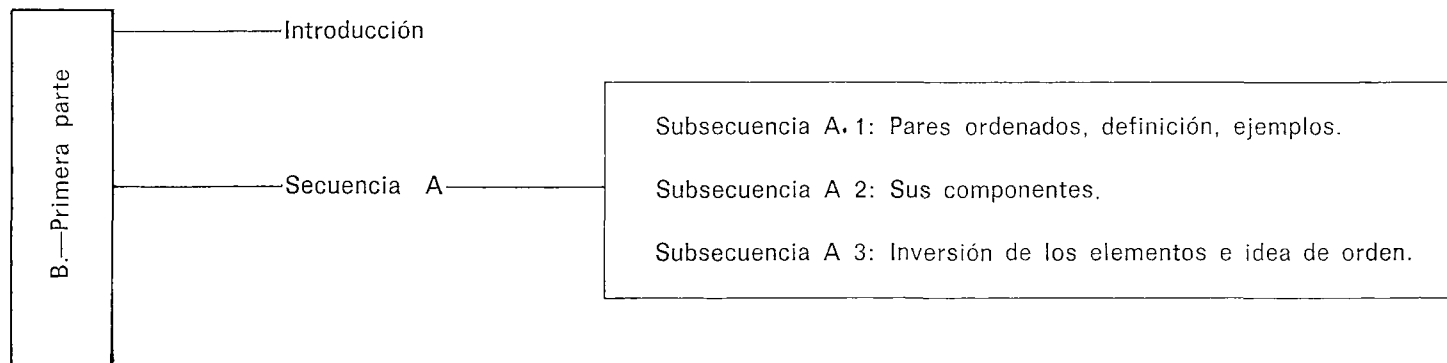 B.—Primera parte
Introducción
Secuencia A
Subsecuencia A.1: Pares ordenados, definición, ejemplos.
Subsecuencia A 2: Sus componentes.
Subsecuencia A 3: Inversión de los elementos e idea de orden.